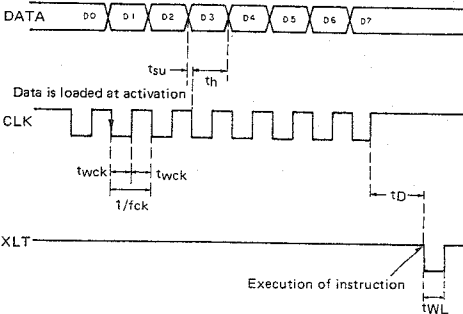 DATA D0 D1 D2 D3 D4 D5 D6 D7
tsu th
Data is loaded at activation
CLK
twck twck
1/fck
tD
XLT
Execution of instruction
tWL